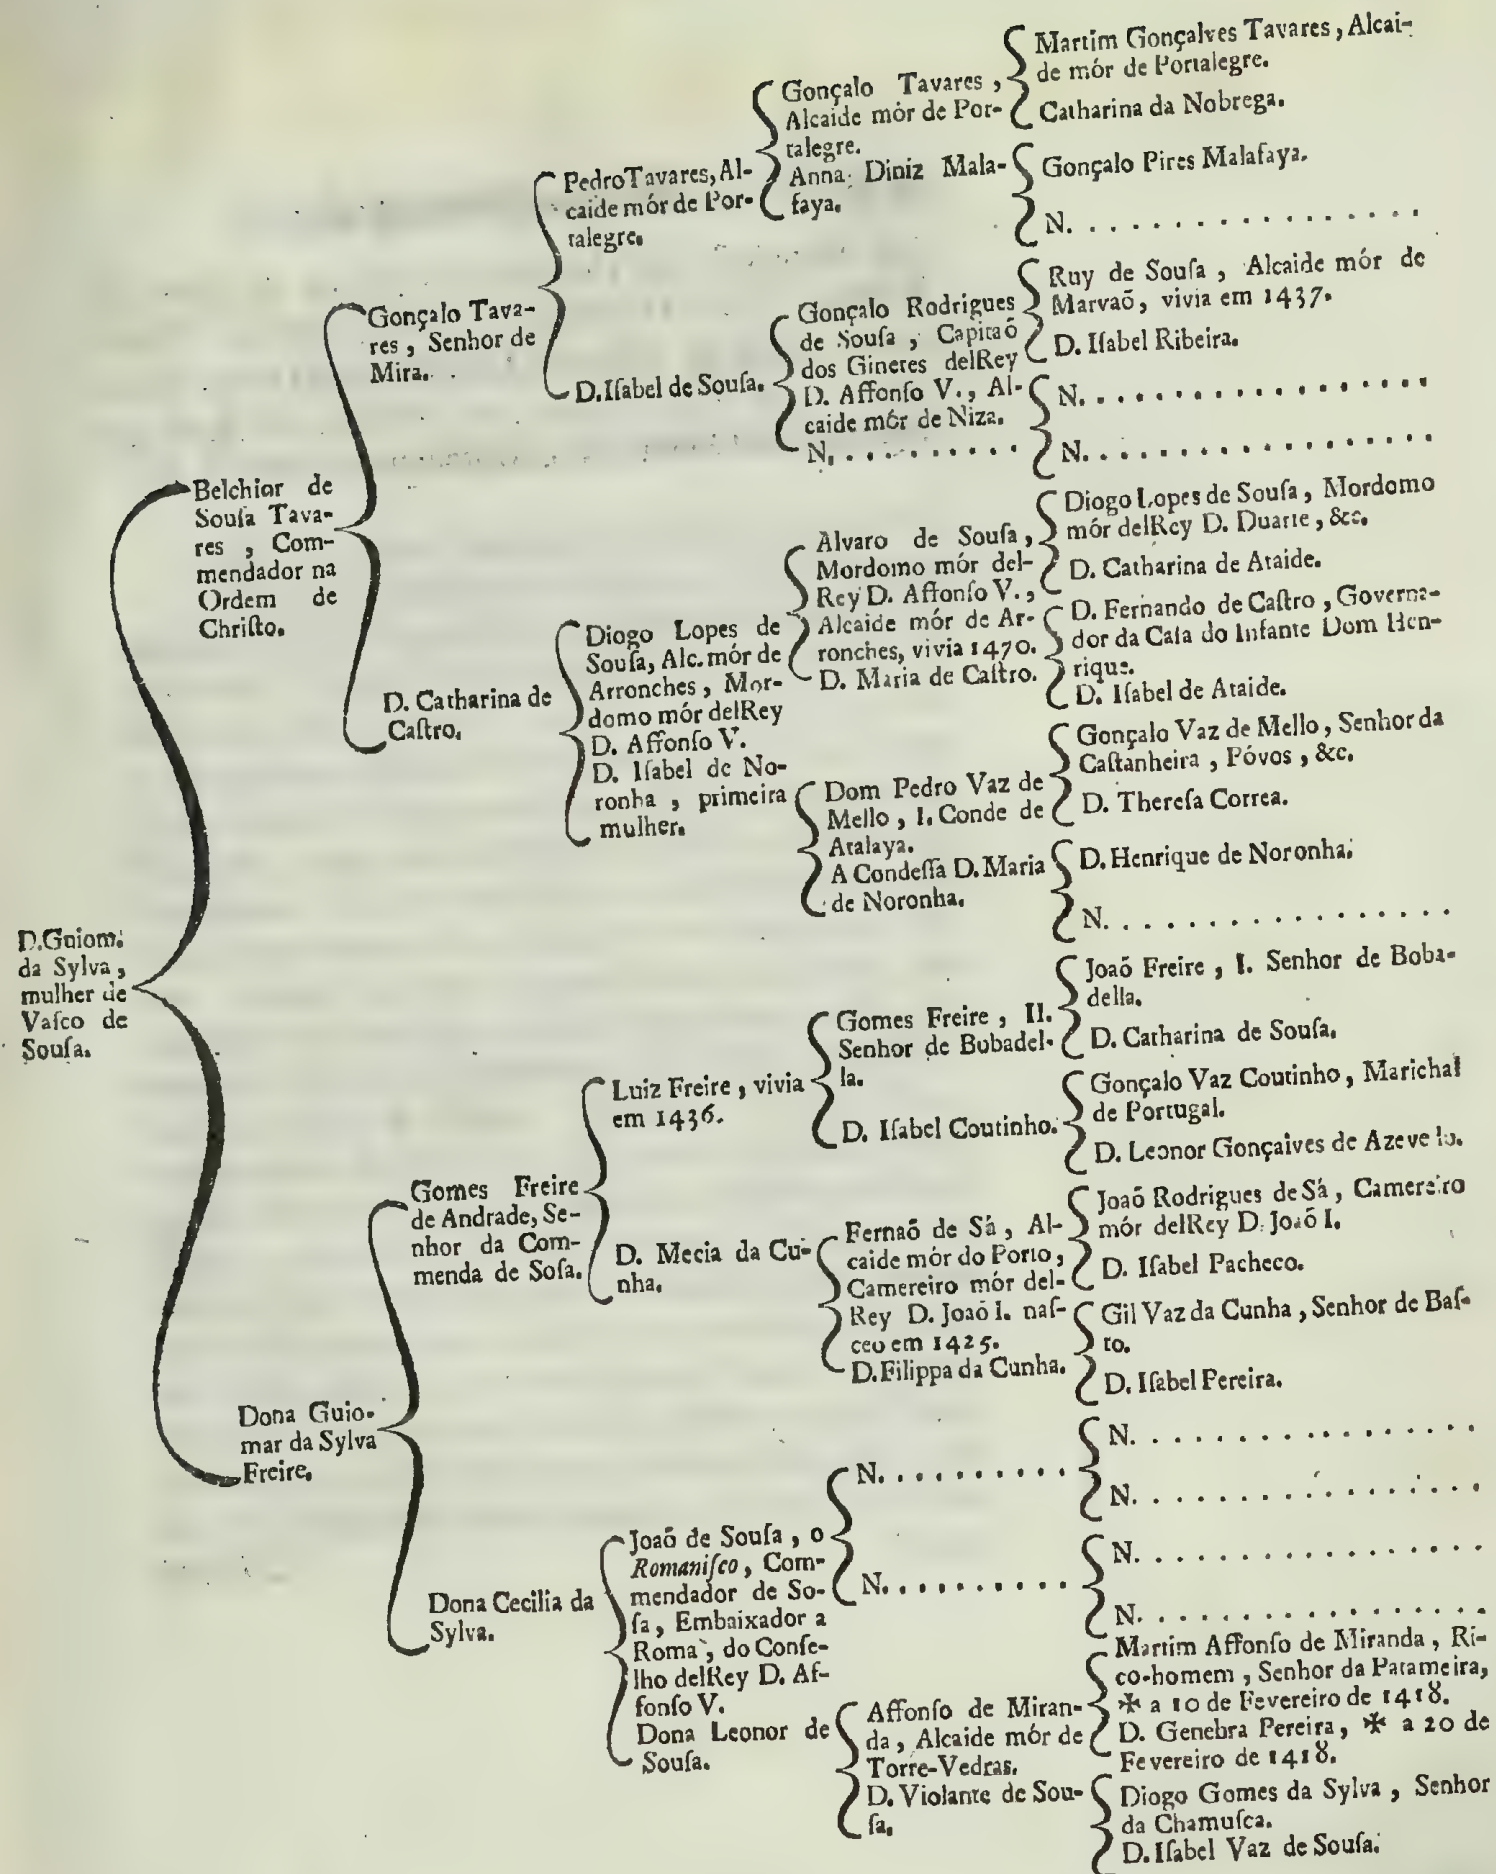 D.Guiom.
da Sylva,
mulher de
Vaſco de
Souſa.
Belchior de
Souſa Tava-
res , Com-
mendador na
Ordem de
Chriſto.
Dona Guio-
mar da Sylva
Freire.
Gonçalo Tava-
res , Senhor de
Mira.
D. Catharina de
Caſtro.
Gomes Freire
de Andrade, Se-
nhor da Com-
menda de Soſa.
Dona Cecilia da
Sylva.
Pedro Tavares, Al-
caide mór de Por-
talegre.
D. Iſabel de Souſa.
Diogo Lopes de
Souſa, Alc. mór de
Arronches , Mor-
domo mór delRey
D. Affonſo V.
D. Iſabel de No-
ronha , primeira
mulher.
Luiz Freire , vivia
em 1436.
D. Mecia da Cu-
nha.
Joaõ de Souſa , o
Romaniſco, Com-
mendador de So-
ſa, Embaixador a
Roma, do Conſe-
lho delRey D. Af-
fonſo V.
Dona Leonor de
Souſa.
Gonçalo Tavares ,
Alcaide mór de Por-
talegre.
Anna Diniz Mala-
faya.
Gonçalo Rodrigues
de Souſa , Capitaõ
dos Ginetes delRey
D. Affonſo V., Al-
caide mór de Niza.
N. . . . . . . . . .
Alvaro de Souſa ,
Mordomo mór del-
Rey D. Affonſo V.,
Alcaide mór de Ar-
ronches, vivia 1470.
D. Maria de Caſtro.
Dom Pedro Vaz de
Mello , I. Conde de
Atalaya.
A Condeſſa D. Maria
de Noronha.
Gomes Freire , II.
Senhor de Bobadel-
la.
D. Iſabel Coutinho.
Fernaõ de Sá , Al-
caide mór do Porto,
Camereiro mór del-
Rey D. Joaõ I. naſ-
ceo em 1425.
D. Filippa da Cunha.
N. . . . . . . . . .
N. . . . . . . . . .
Affonſo de Miran-
da, Alcaide mór de
Torre-Vedras.
D. Violante de Sou-
ſa.
Martim Gonçalves Tavares, Alcai-
de mór de Portalegre.
Catharina da Nobrega.
Gonçalo Pires Malafaya.
N. . . . . . . . . . . . . . . .
Ruy de Souſa , Alcaide mór de
Marvaõ, vivia em 1437.
D. Iſabel Ribeira.
N. . . . . . . . . . . . . . . .
N. . . . . . . . . . . . . . . .
Diogo Lopes de Souſa, Mordomo
mór delRey D. Duarte, &c.
D. Catharina de Ataide.
D. Fernando de Caſtro, Governa-
dor da Caſa do Infante Dom Hen-
rique.
D. Iſabel de Ataide.
Gonçalo Vaz de Mello, Senhor da
Caſtanheira , Póvos , &c.
D. Thereſa Correa.
D. Henrique de Noronha.
N. . . . . . . . . . . . . . . .
Joaõ Freire , I. Senhor de Boba-
della.
D. Catharina de Souſa.
Gonçalo Vaz Coutinho, Marichal
de Portugal.
D. Leonor Gonçalves de Azevedo.
Joaõ Rodrigues de Sá, Camereiro
mór delRey D. Joaõ I.
D. Iſabel Pacheco.
Gil Vaz da Cunha, Senhor de Baſ-
to.
D. Iſabel Pereira.
N. . . . . . . . . . . . . . . .
N. . . . . . . . . . . . . . . .
N. . . . . . . . . . . . . . . .
N. . . . . . . . . . . . . . . .
Martim Affonſo de Miranda, Ri-
co-homem, Senhor da Patameira,
✠ a 10 de Fevereiro de 1418.
D. Genebra Pereira, ✠ a 20 de
Fevereiro de 1418.
Diogo Gomes da Sylva , Senhor
da Chamuſca.
D. Iſabel Vaz de Souſa.